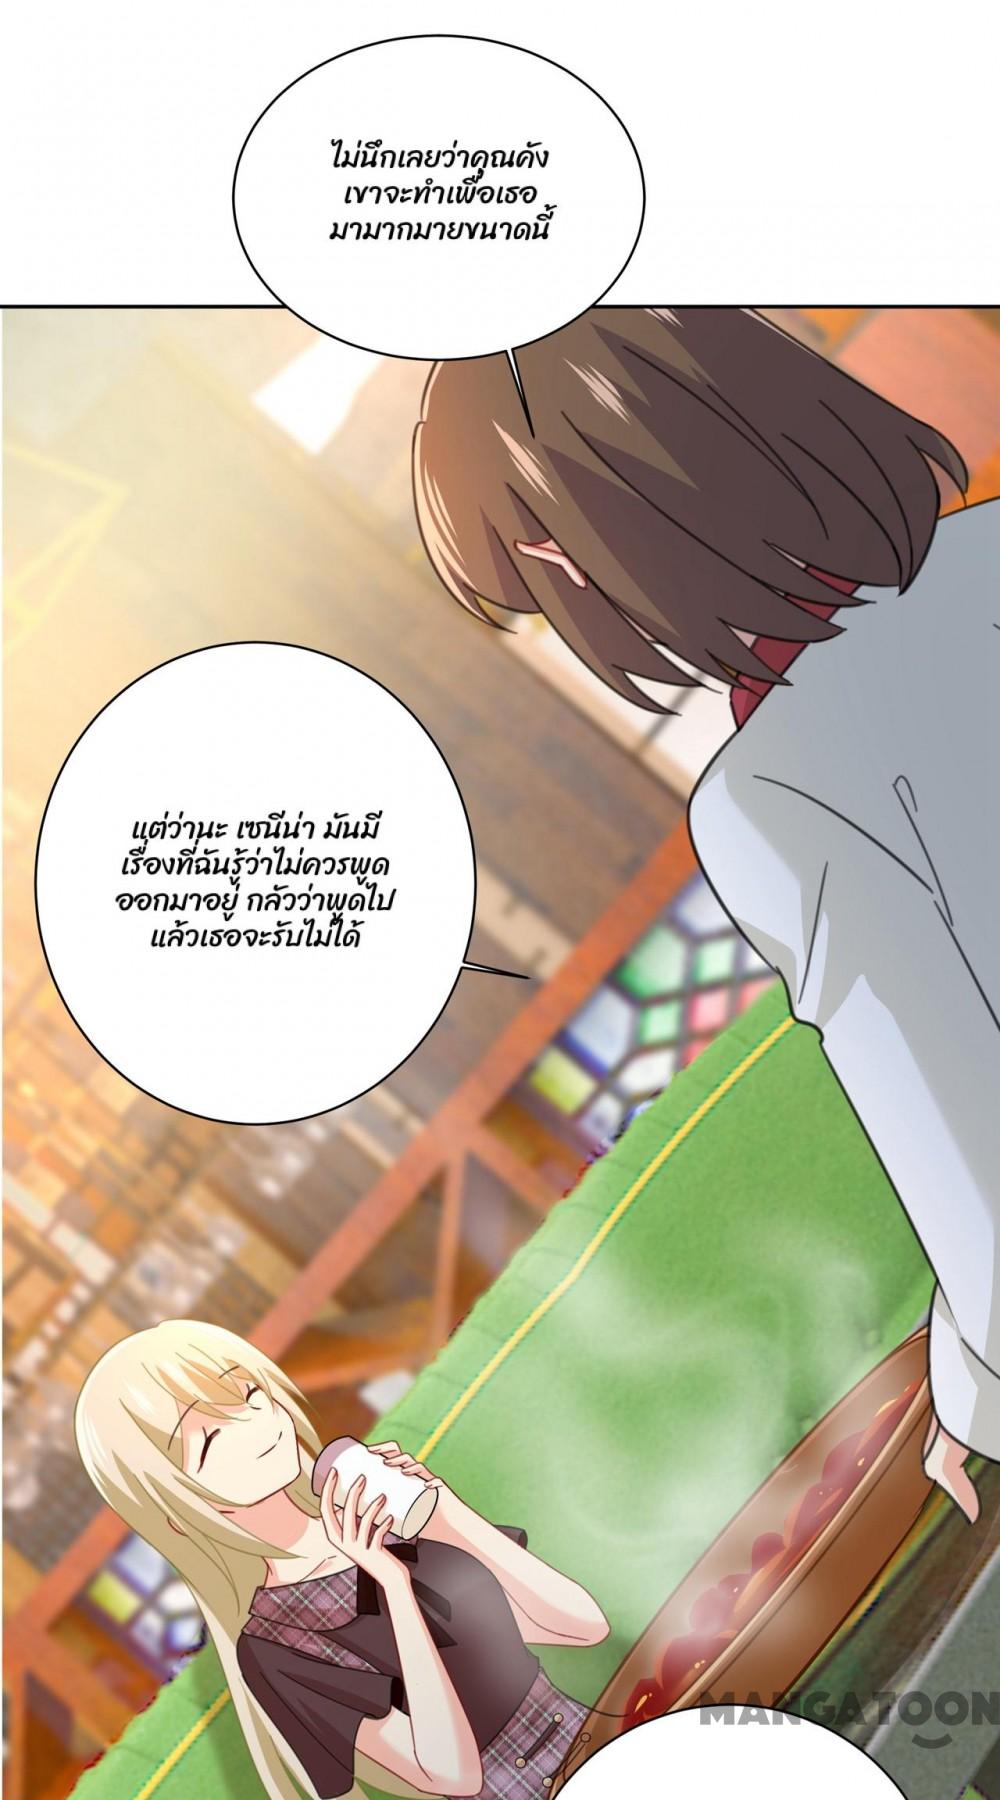 ไม่นึกเลยว่าคุณคัง
เขาจะทำเพื่อเธอ
มามากมายขนาดนี้
แต่ว่านะ เซนีน่า มันมี
เรื่องที่ฉันรู้ว่าไม่ควรพูด
ออกมาอยู่ กลัวว่าพูดไป
แล้วเธอจะรับไม่ได้
MANGATOON